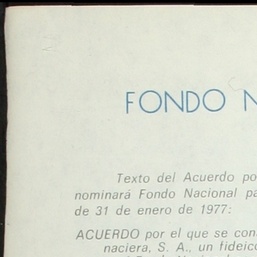 FONDO N
Texto del Acuerdo po
nominará Fondo Nacional pa
de 31 de enero de 1977:
ACUERDO por el que se cons
naciera, S. A., un fideic